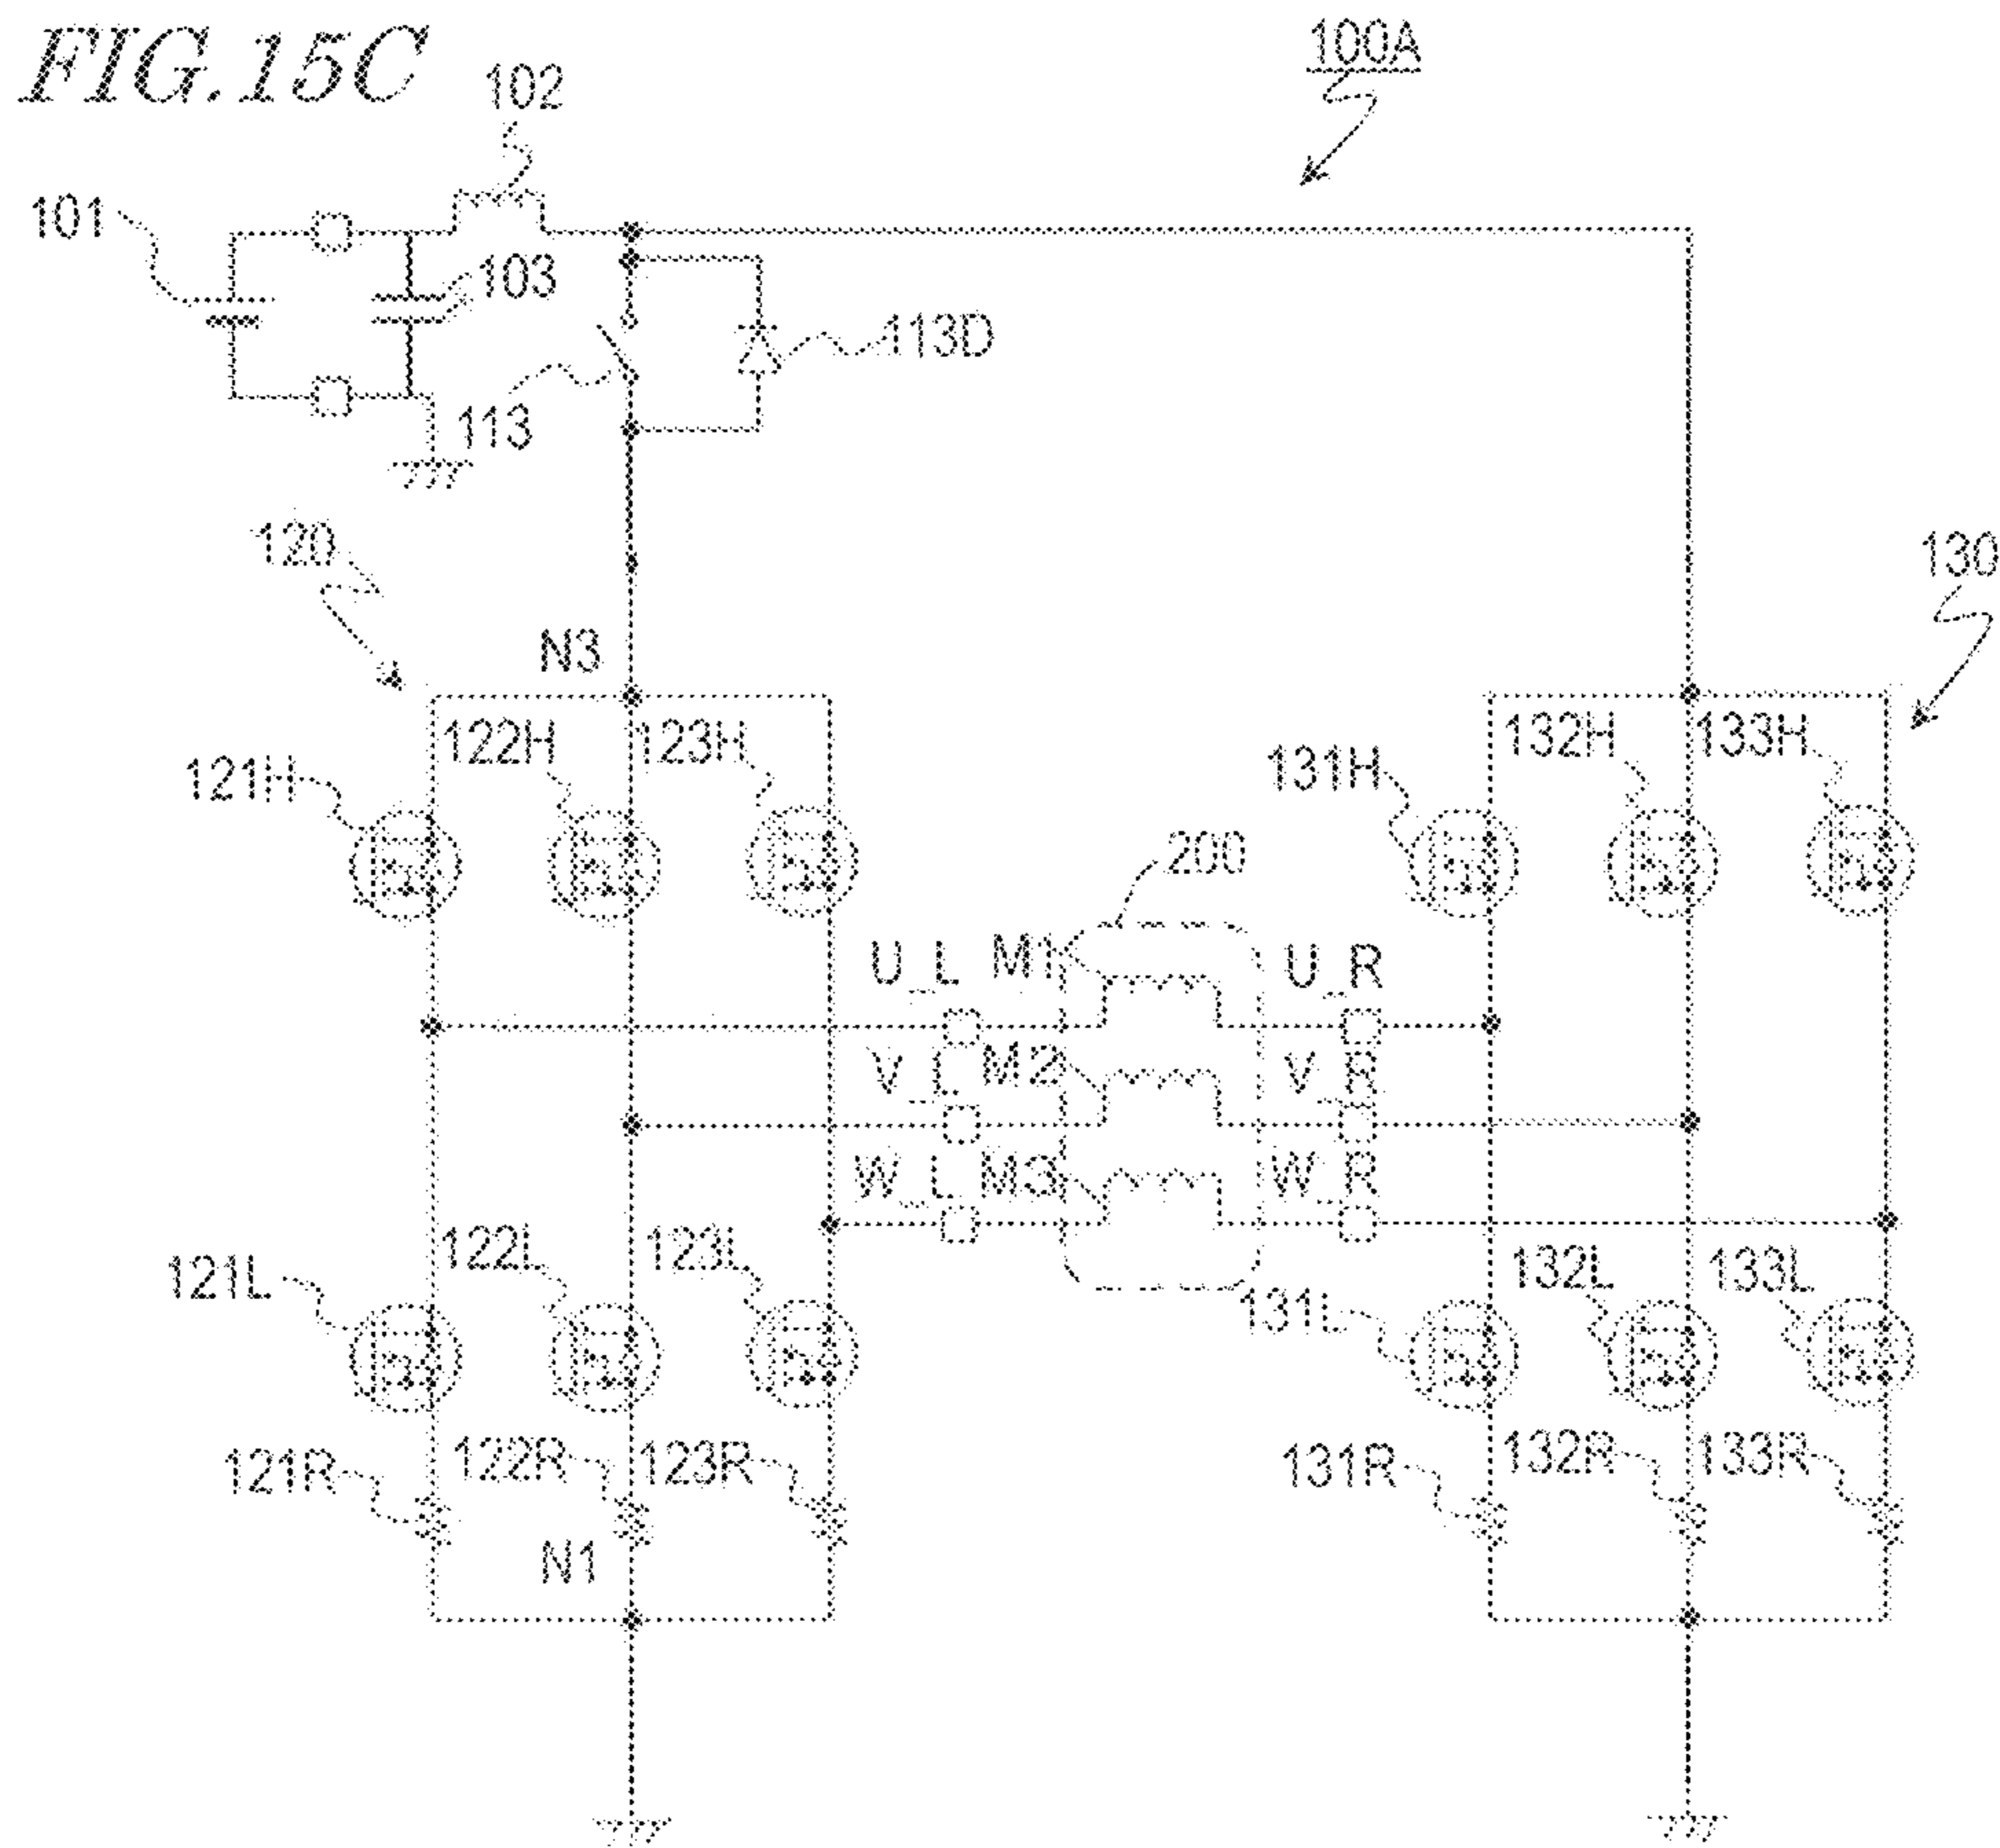 FIG.15C
100A
102
101
103
113D
113
120
130
N3
122H
123H
132H
133H
121H
131H
200
U_L
M1
U_R
V_L
M2
V_R
W_L
M3
W_R
121L
122L
123L
131L
132L
133L
121R
122R
123R
131R
132R
133R
N1